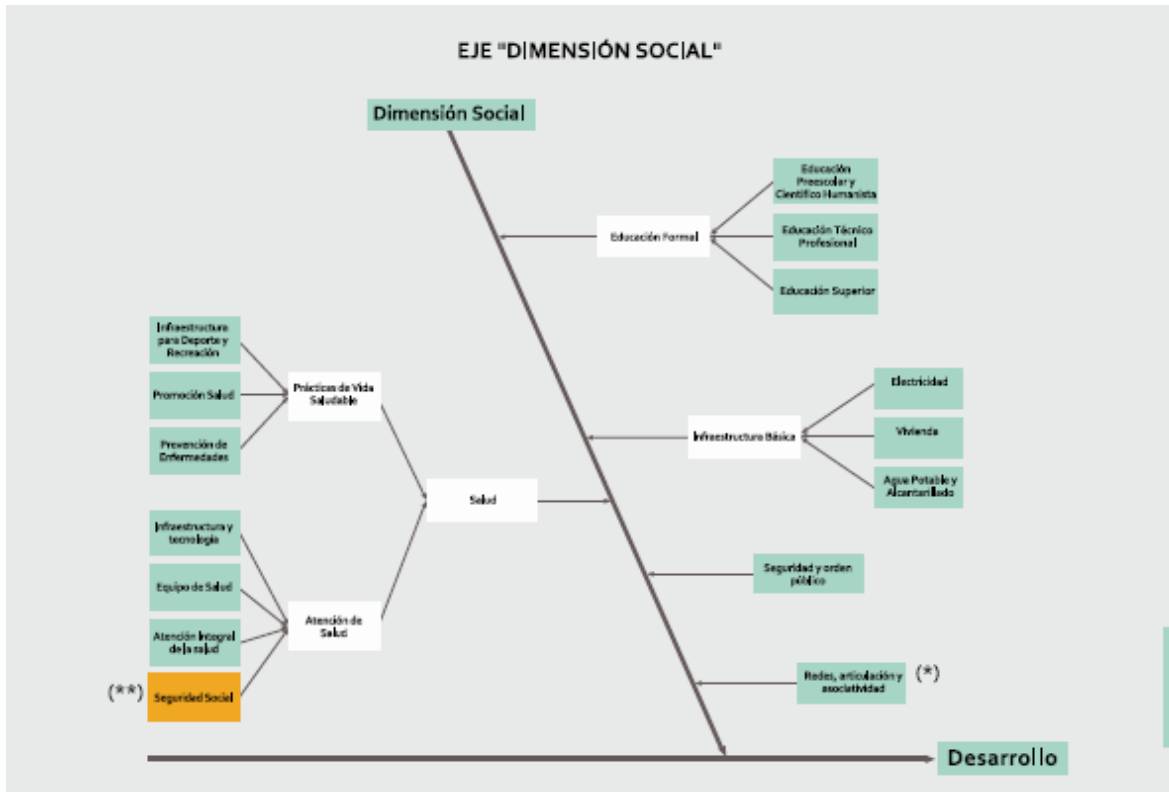 EJE "DIMENSIÓN SOCIAL"
Dimensión Social
Educación
Preescolar y
Científico Humanista
Educación Formal
Educación Técnico
Profesional
Educación Superior
Infraestructura
para Deporte y
Recreación
Prácticas de Vida
Saludable
Promoción Salud
Prevención de
Enfermedades
Electricidad
Infraestructura Básica
Vivienda
Agua Potable y
Alcantarillado
Salud
Infraestructura y
tecnología
Equipo de Salud
Atención de
Salud
Atención Integral
de la salud
(**)
Seguridad Social
Seguridad y orden
público
Redes, articulación y
asociatividad
(*)
Desarrollo